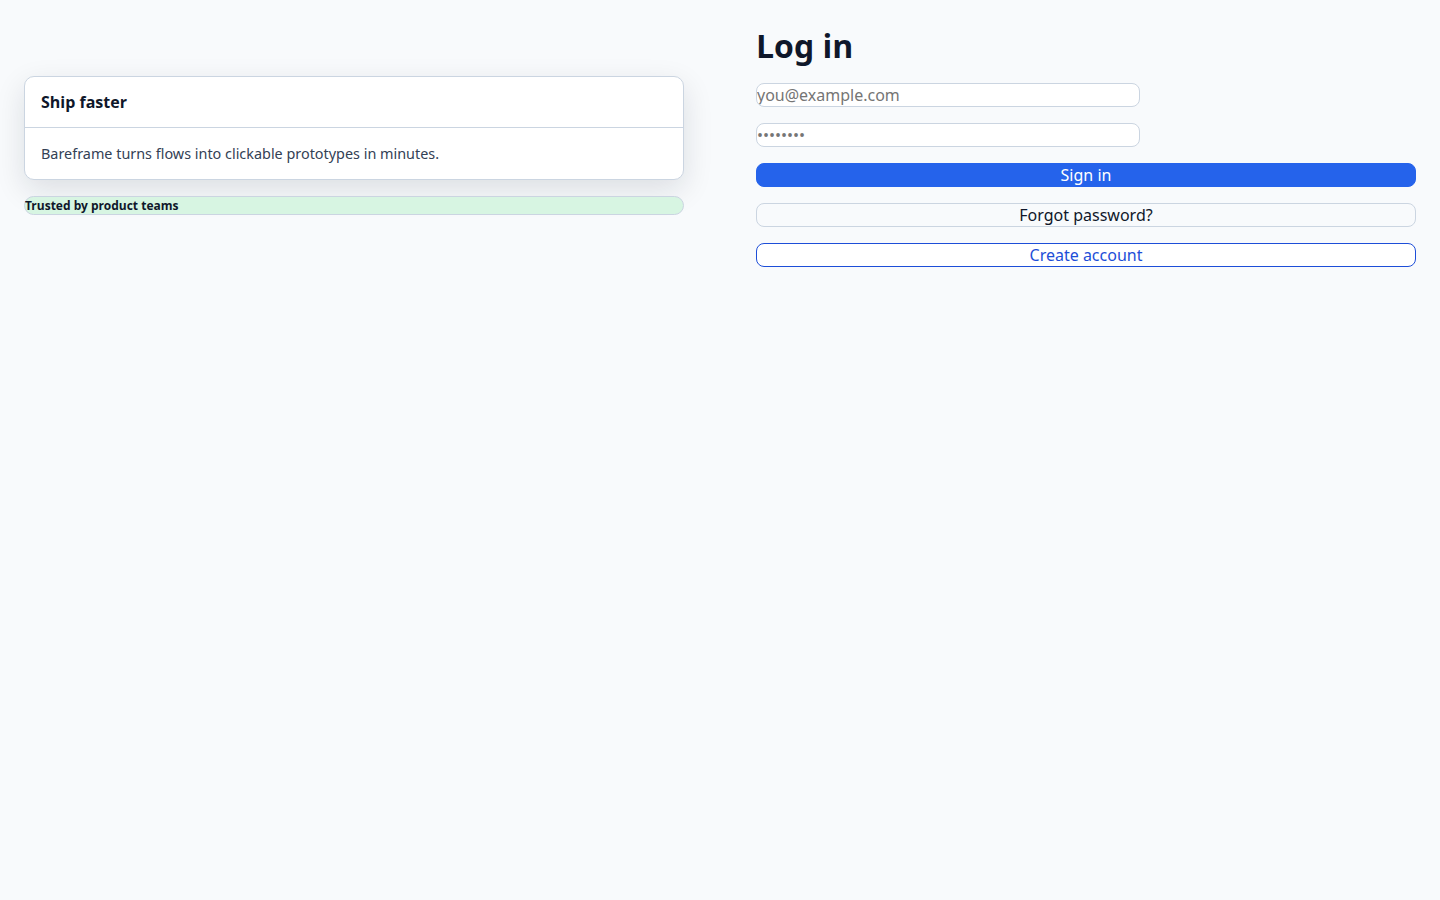 Ship faster
Bareframe turns flows into clickable prototypes in minutes.
Trusted by product teams
Log in
you@example.com
••••••••
Sign in
Forgot password?
Create account